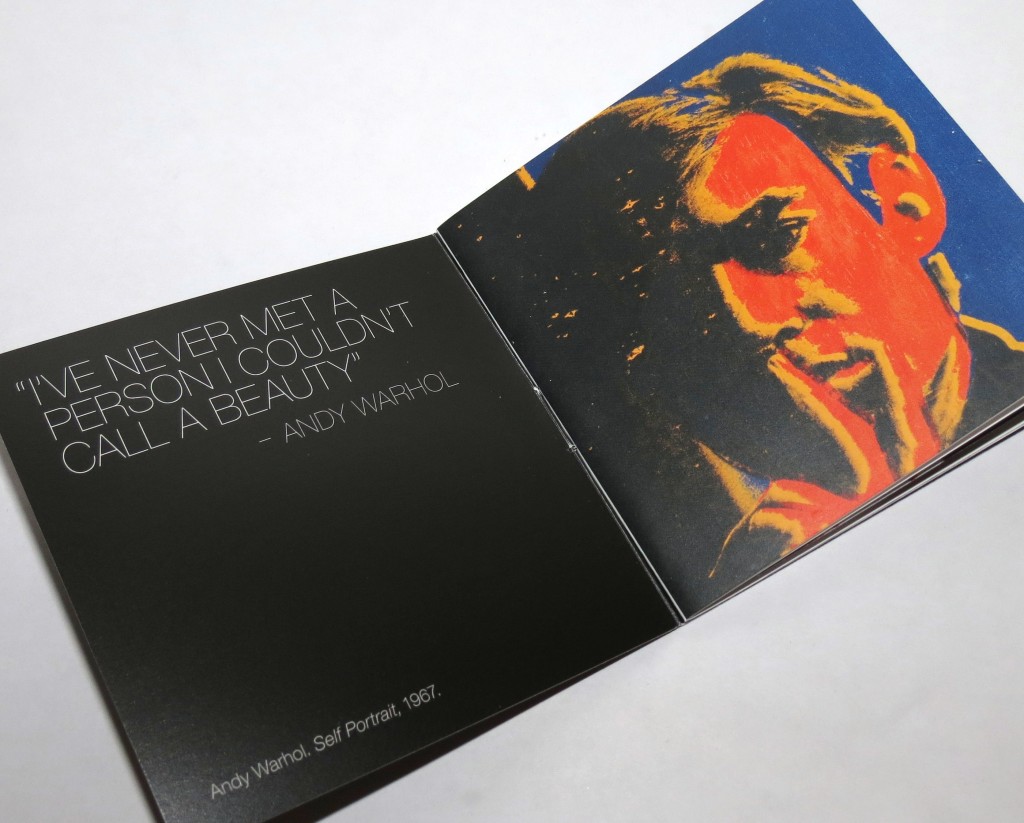 “I'VE NEVER MET A
PERSON I COULDN'T
CALL A BEAUTY”
– ANDY WARHOL
Andy Warhol. Self Portrait, 1967.